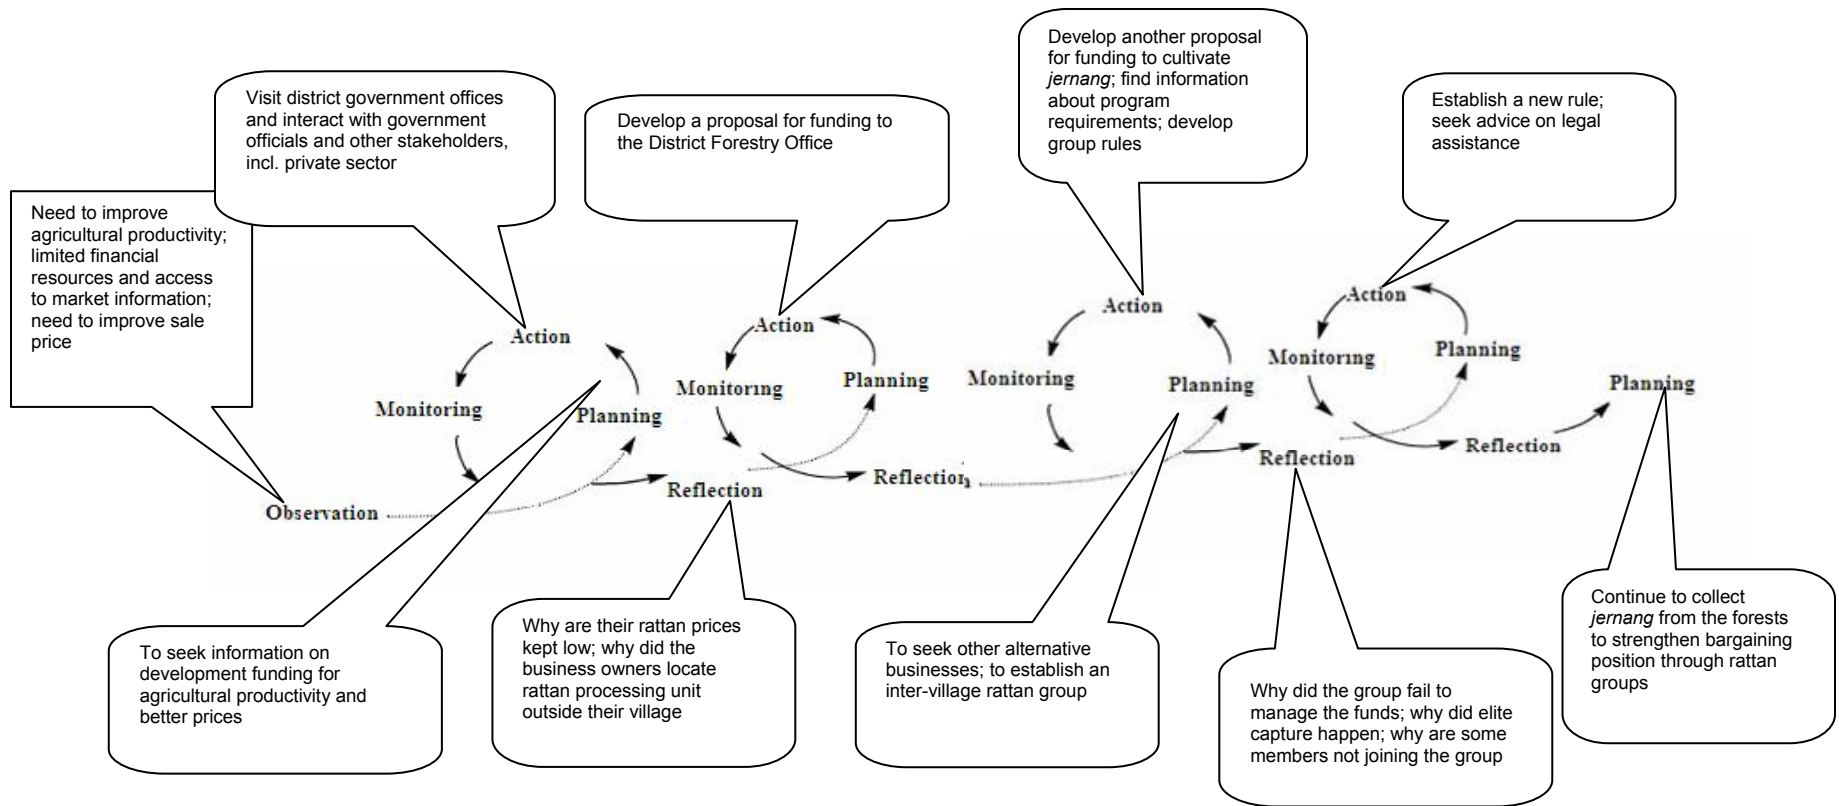 Develop another proposal
for funding to cultivate
jernang; find information
about program
requirements; develop
group rules
Visit district government offices
and interact with government
officials and other stakeholders,
incl. private sector
Develop a proposal for funding to
the District Forestry Office
Establish a new rule;
seek advice on legal
assistance
Need to improve
agricultural productivity;
limited financial
resources and access
to market information;
need to improve sale
price
Action
Monitoring
Planning
Observation
Reflection
Action
Monitoring
Planning
Reflection
Action
Monitoring
Planning
Reflection
Action
Monitoring
Planning
Reflection
Planning
To seek information on
development funding for
agricultural productivity and
better prices
Why are their rattan prices
kept low; why did the
business owners locate
rattan processing unit
outside their village
To seek other alternative
businesses; to establish an
inter-village rattan group
Why did the group fail to
manage the funds; why did elite
capture happen; why are some
members not joining the group
Continue to collect
jernang from the forests
to strengthen bargaining
position through rattan
groups